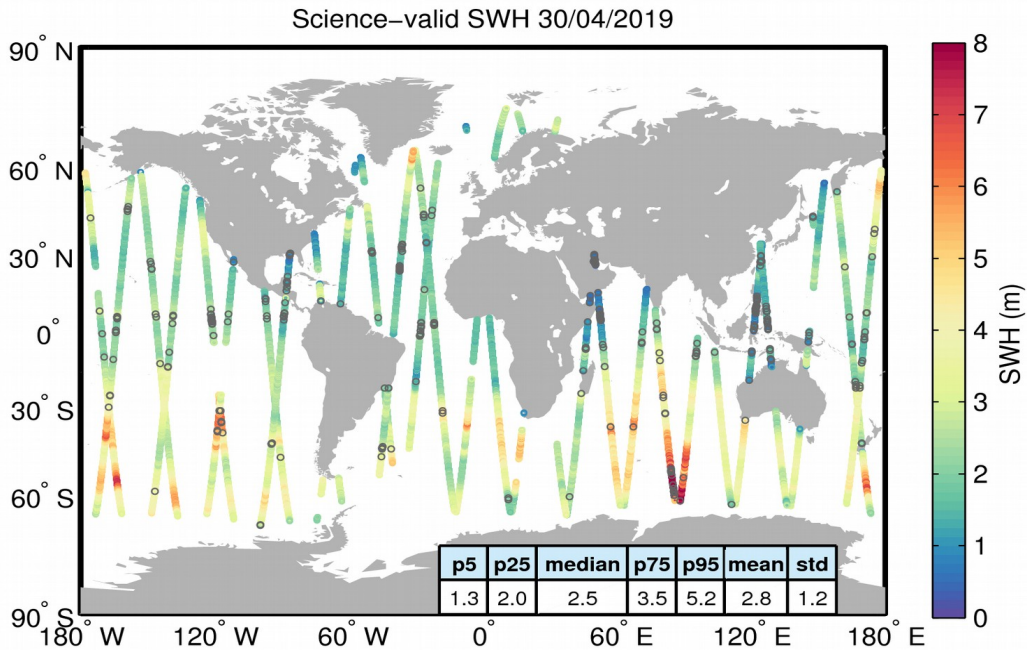 Science−valid SWH 30/04/2019
90° N
60° N
30° N
0°
30° S
60° S
90° S
180° W
120° W
60° W
0°
60° E
120° E
180° E
p5 p25 median p75 p95 mean std
1.3 2.0 2.5 3.5 5.2 2.8 1.2
8
7
6
5
4
3
2
1
0
SWH (m)